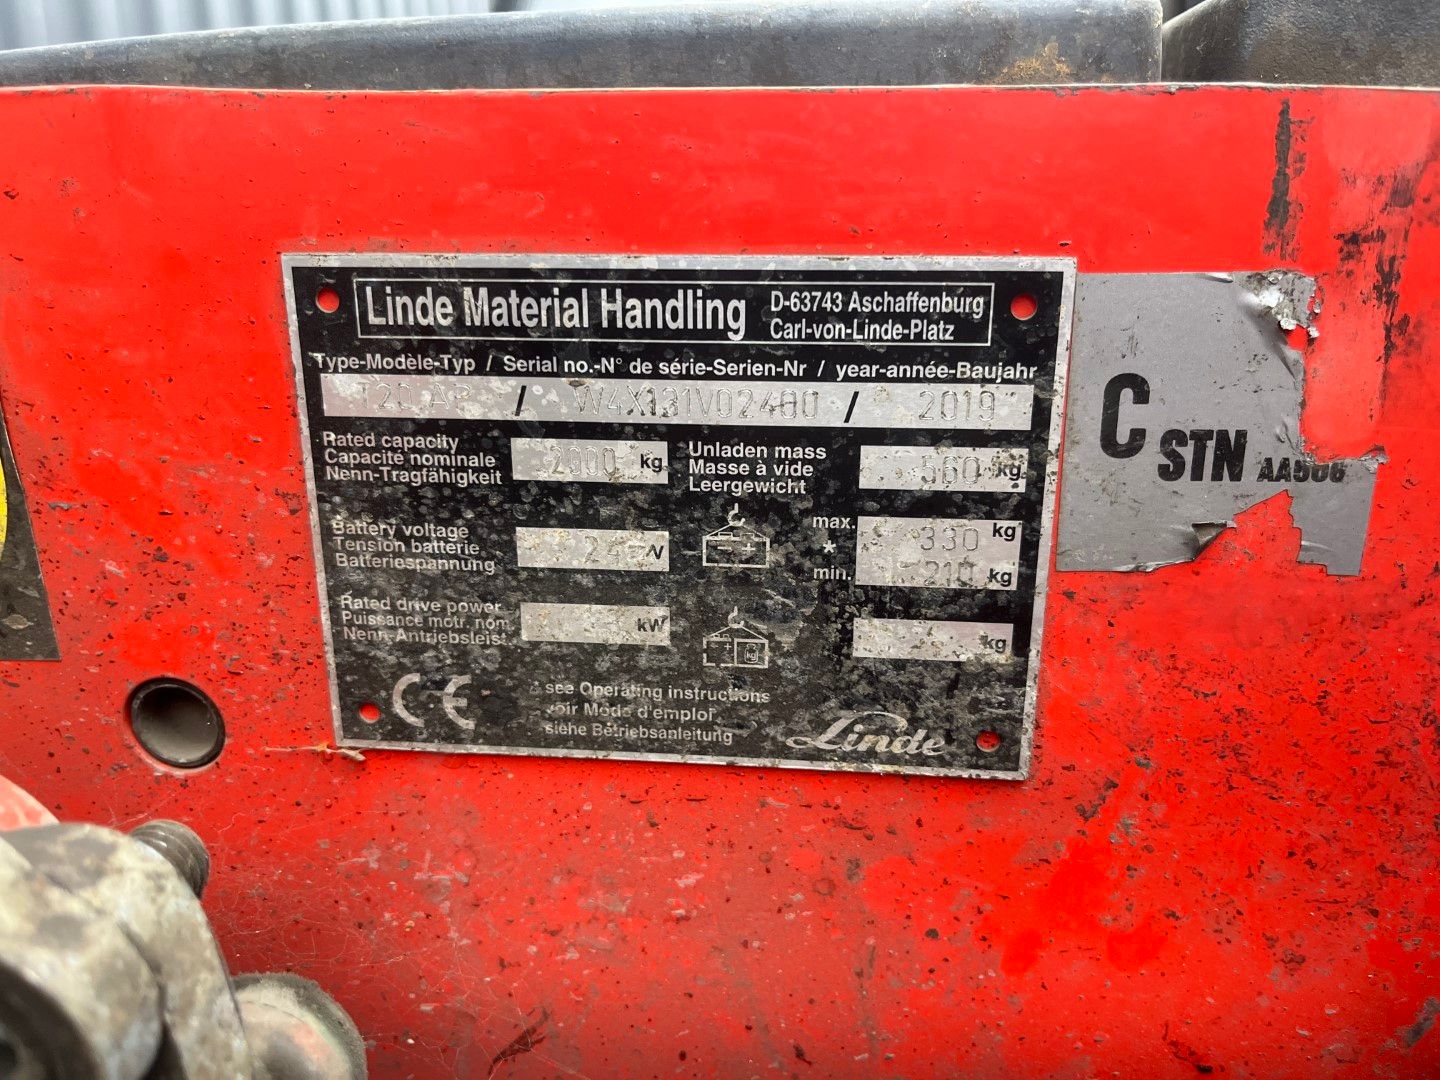 Linde Material Handling D-63743 Aschaffenburg
Carl-von-Linde-Platz
Type-Modèle-Typ / Serial no.-N° de série-Serien-Nr / year-année-Baujahr
T20 AP / W4X131V02480 / 2019
Rated capacity
Capacité nominale
Nenn-Tragfähigkeit
2000 kg
Unladen mass
Masse à vide
Leergewicht
560 kg
Battery voltage
Tension batterie
Batteriespannung
24 V
- +
max. 330 kg
*
min. 210 kg
Rated drive power
Puissance motr. nom.
Nenn-Antriebsleist
kW
- +
kg
kg
CE
see Operating instructions
voir Mode d'emploi
siehe Betriebsanleitung
Linde
C STN